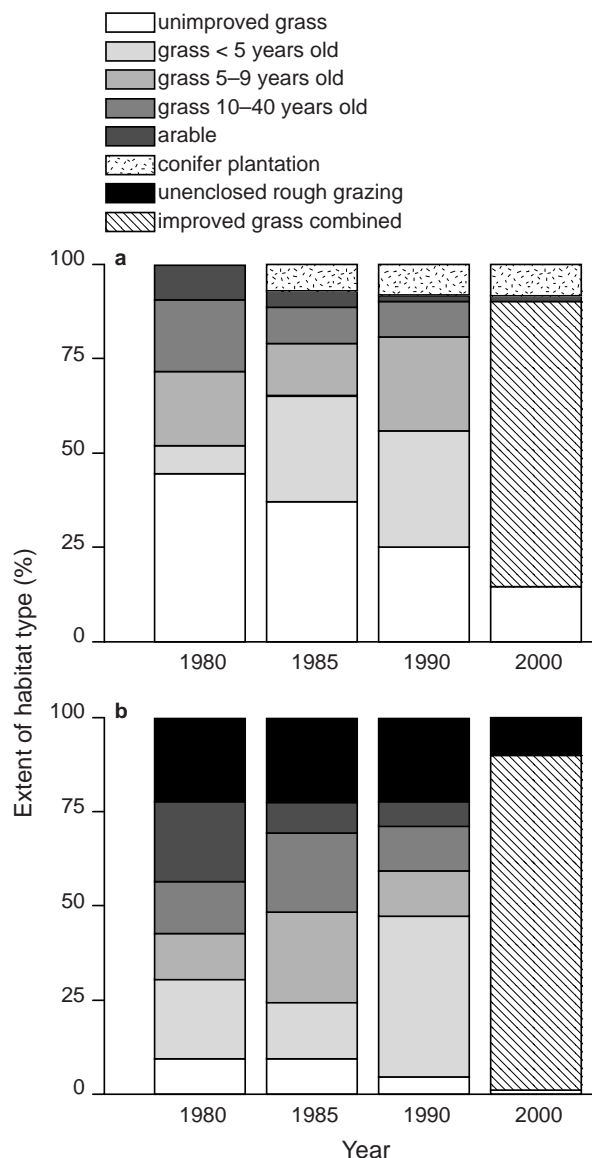 unimproved grass
grass < 5 years old
grass 5–9 years old
grass 10–40 years old
arable
conifer plantation
unenclosed rough grazing
improved grass combined
a
100
75
50
25
0
1980 1985 1990 2000
Extent of habitat type (%)
b
100
75
50
25
0
1980 1985 1990 2000
Year